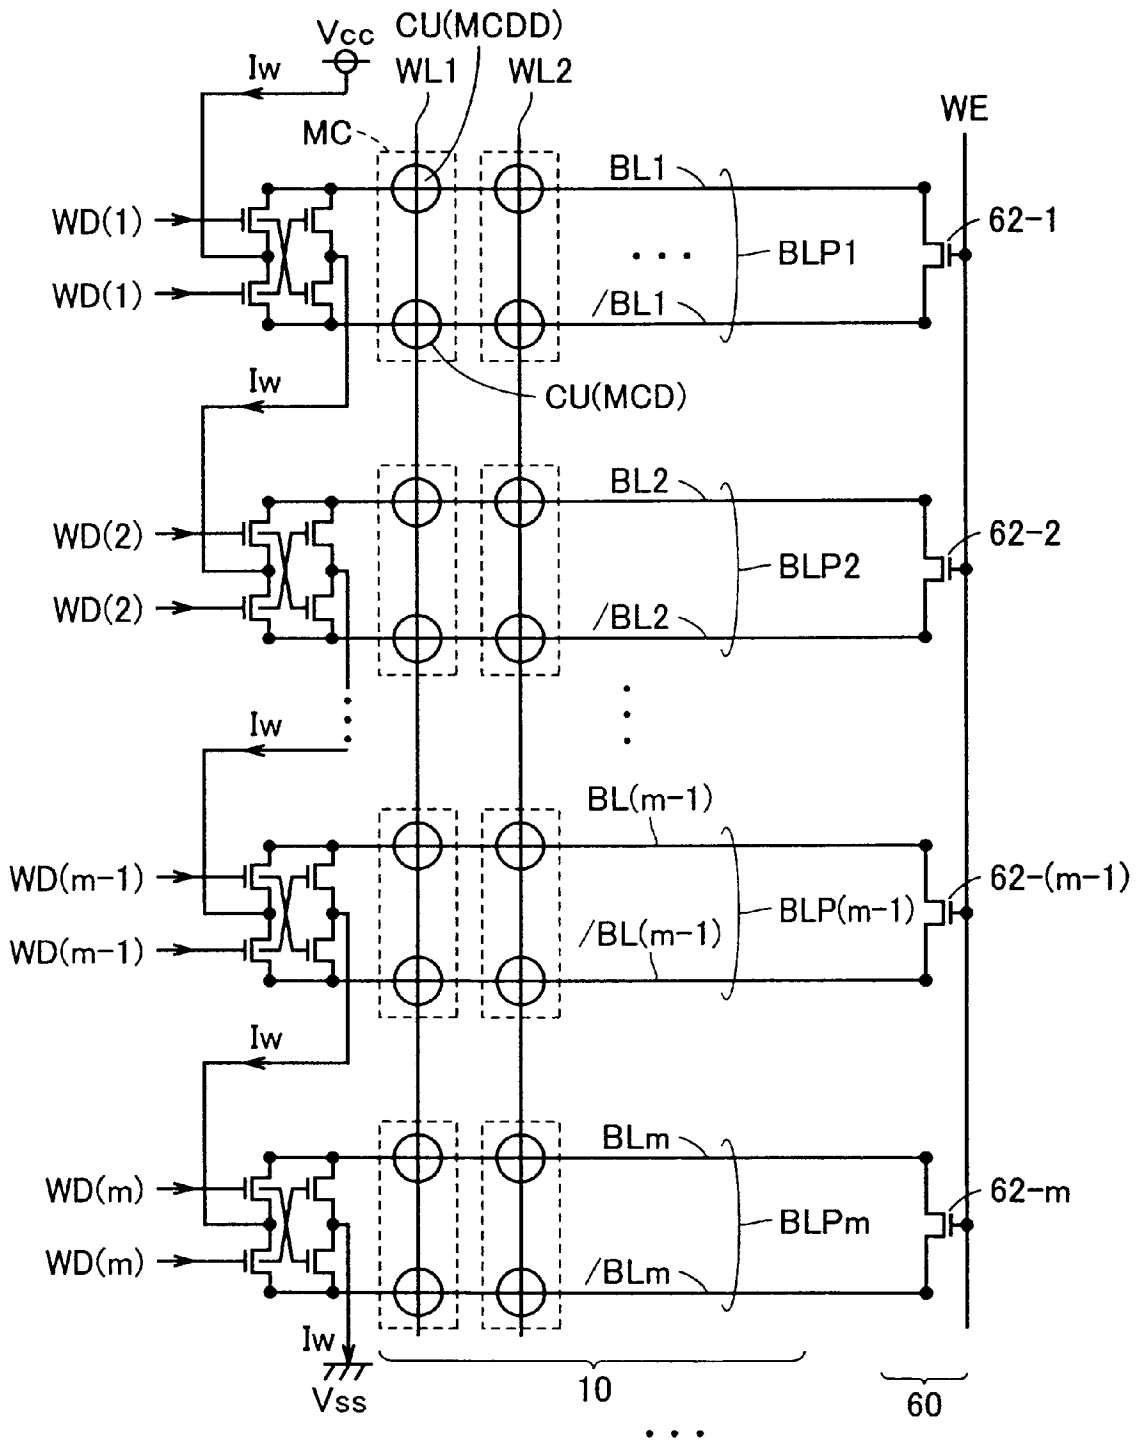 Vcc
CU(MCDD)
Iw
WL1
WL2
WE
MC
BL1
WD(1)
62-1
BLP1
WD(1)
/BL1
Iw
CU(MCD)
BL2
WD(2)
62-2
BLP2
WD(2)
/BL2
Iw
BL(m-1)
WD(m-1)
62-(m-1)
BLP(m-1)
WD(m-1)
/BL(m-1)
Iw
BLm
WD(m)
62-m
BLPm
WD(m)
/BLm
Iw
Vss
10
60